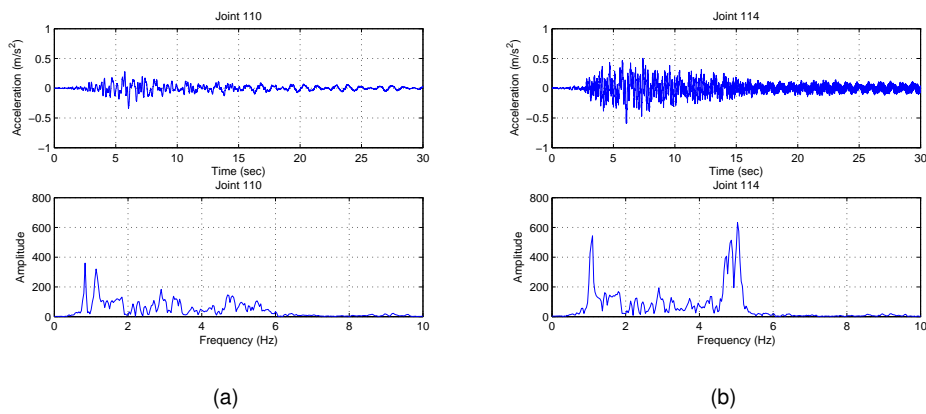 Joint 110
1
0.5
0
−0.5
−1
Acceleration (m/s²)
0 5 10 15 20 25 30
Time (sec)
Joint 110
800
600
400
200
0
Amplitude
0 2 4 6 8 10
Frequency (Hz)
(a)
Joint 114
1
0.5
0
−0.5
−1
Acceleration (m/s²)
0 5 10 15 20 25 30
Time (sec)
Joint 114
800
600
400
200
0
Amplitude
0 2 4 6 8 10
Frequency (Hz)
(b)